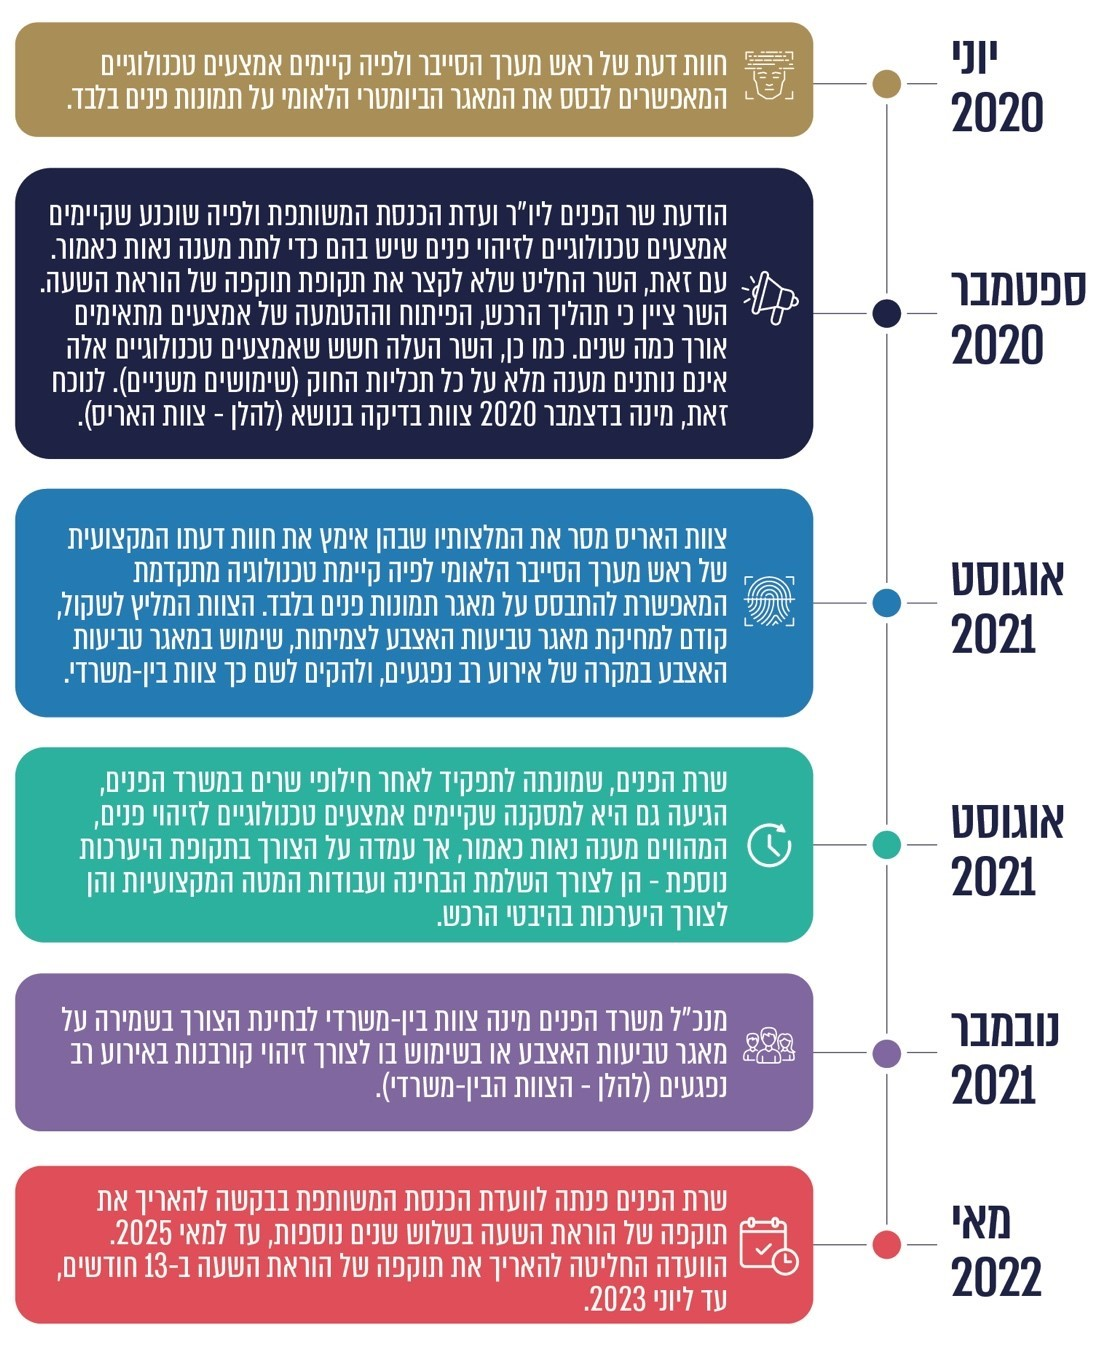 יוני
2020
חוות דעת של ראש מערך הסייבר ולפיה קיימים אמצעים טכנולוגיים
המאפשרים לבסס את המאגר הביומטרי הלאומי על תמונות פנים בלבד.
ספטמבר
2020
הודעת שר הפנים ליו"ר ועדת הכנסת המשותפת ולפיה שוכנע שקיימים
אמצעים טכנולוגיים לזיהוי פנים שיש בהם כדי לתת מענה נאות כאמור.
עם זאת, השר החליט שלא לקצר את תקופת תוקפה של הוראת השעה.
השר ציין כי תהליך הרכש, הפיתוח וההטמעה של אמצעים מתאימים
אורך כמה שנים. כמו כן, השר העלה חשש שאמצעים טכנולוגיים אלה
אינם נותנים מענה מלא על כל תכליות החוק (שימושים משניים). לנוכח
זאת, מינה בדצמבר 2020 צוות בדיקה בנושא (להלן - צוות האריס).
אוגוסט
2021
צוות האריס מסר את המלצותיו שבהן אימץ את חוות דעתו המקצועית
של ראש מערך הסייבר הלאומי לפיה קיימת טכנולוגיה מתקדמת
המאפשרת להתבסס על מאגר תמונות פנים בלבד. הצוות המליץ לשקול,
קודם למחיקת מאגר טביעות האצבע לצמיתות, שימוש במאגר טביעות
האצבע במקרה של אירוע רב נפגעים, ולהקים לשם כך צוות בין-משרדי.
אוגוסט
2021
שרת הפנים, שמונתה לתפקיד לאחר חילופי שרים במשרד הפנים,
הגיעה גם היא למסקנה שקיימים אמצעים טכנולוגיים לזיהוי פנים,
המהווים מענה נאות כאמור, אך עמדה על הצורך בתקופת היערכות
נוספת - הן לצורך השלמת הבחינה ועבודות המטה המקצועיות והן
לצורך היערכות בהיבטי הרכש.
נובמבר
2021
מנכ"ל משרד הפנים מינה צוות בין-משרדי לבחינת הצורך בשמירה על
מאגר טביעות האצבע או בשימוש בו לצורך זיהוי קורבנות באירוע רב
נפגעים (להלן - הצוות הבין-משרדי).
מאי
2022
שרת הפנים פנתה לוועדת הכנסת המשותפת בבקשה להאריך את
תוקפה של הוראת השעה בשלוש שנים נוספות, עד למאי 2025.
הוועדה החליטה להאריך את תוקפה של הוראת השעה ב-13 חודשים,
עד ליוני 2023.